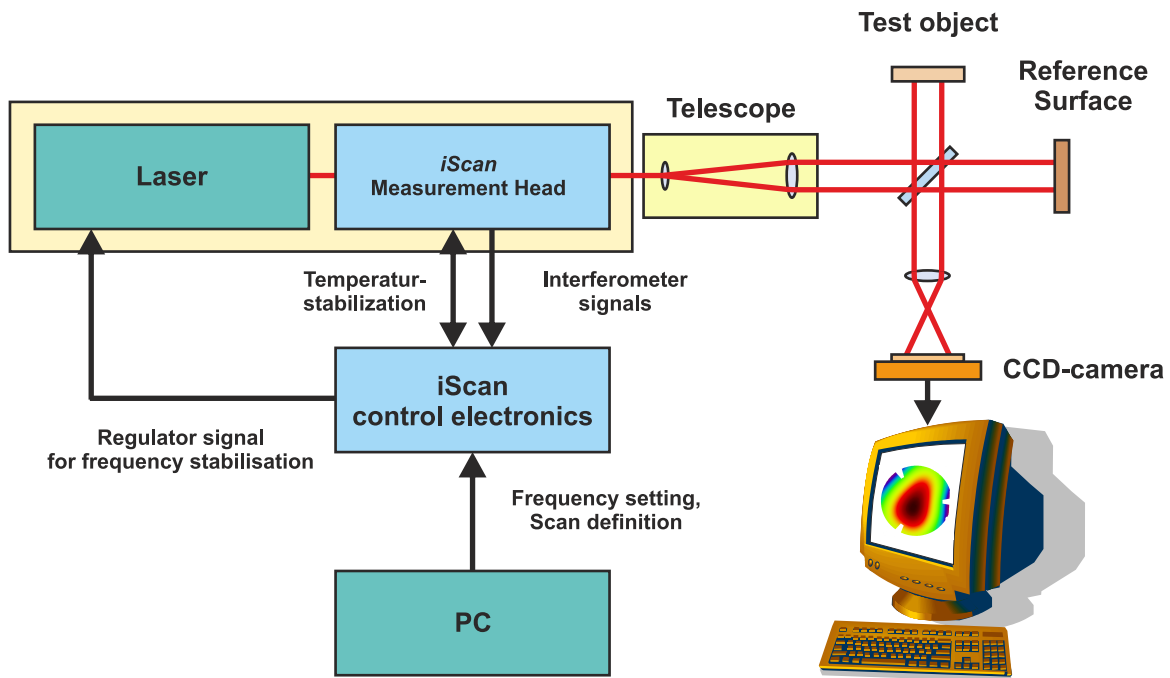 Test object
Reference
Surface
Telescope
Laser
iScan
Measurement Head
Temperatur-
stabilization
Interferometer
signals
iScan
control electronics
CCD-camera
Regulator signal
for frequency stabilisation
Frequency setting,
Scan definition
PC